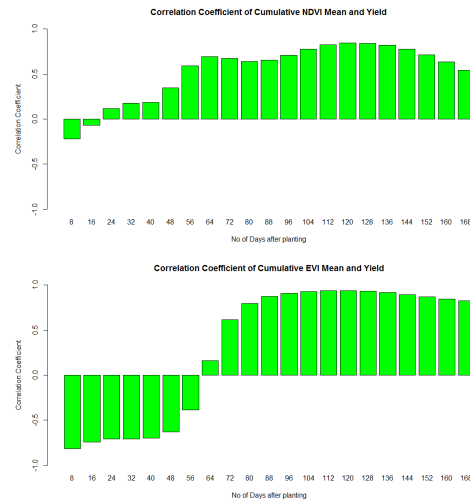 Correlation Coefficient of Cumulative NDVI Mean and Yield
Correlation Coefficient
1.0
0.5
0.0
-0.5
-1.0
8 16 24 32 40 48 56 64 72 80 88 96 104 112 120 128 136 144 152 160 168
No of Days after planting
Correlation Coefficient of Cumulative EVI Mean and Yield
Correlation Coefficient
1.0
0.5
0.0
-0.5
-1.0
8 16 24 32 40 48 56 64 72 80 88 96 104 112 120 128 136 144 152 160 168
No of Days after planting